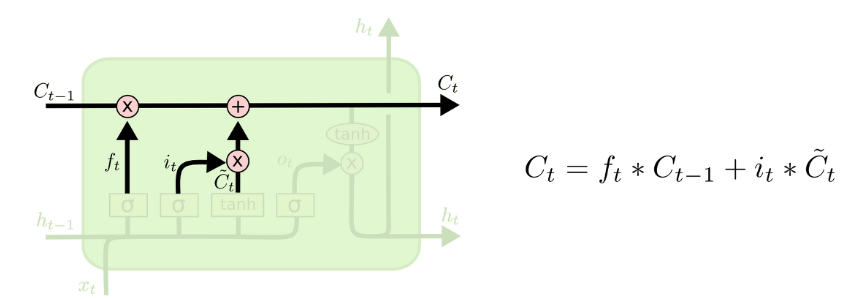 h_t
C_{t-1}
C_t
x
+
tanh
f_t
i_t
o_t
x
x
C̃_t
σ
σ
tanh
σ
h_{t-1}
h_t
x_t
C_t = f_t * C_{t-1} + i_t * C̃_t